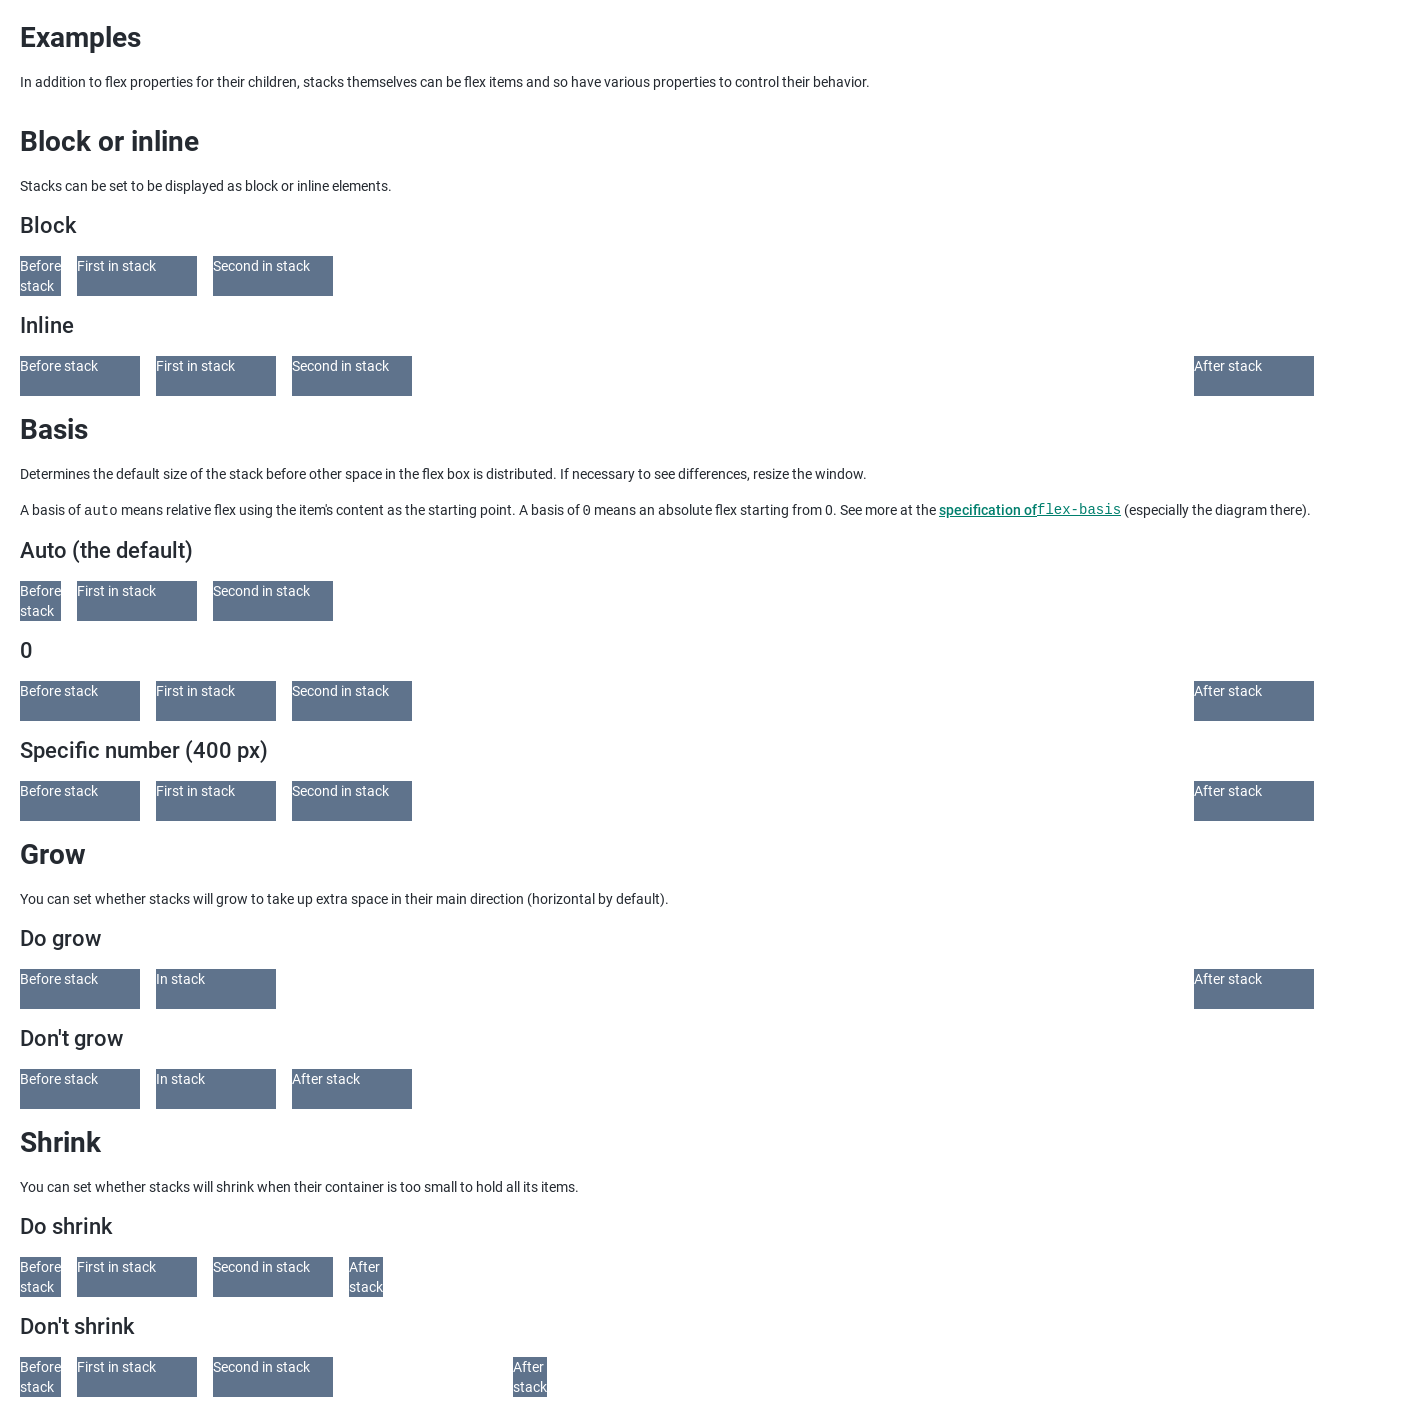 Examples
In addition to flex properties for their children, stacks themselves can be flex items and so have various properties to control their behavior.
Block or inline
Stacks can be set to be displayed as block or inline elements.
Block
Before stack First in stack Second in stack
Inline
Before stack First in stack Second in stack After stack
Basis
Determines the default size of the stack before other space in the flex box is distributed. If necessary to see differences, resize the window.
A basis of auto means relative flex using the item's content as the starting point. A basis of 0 means an absolute flex starting from 0. See more at the specification offlex-basis (especially the diagram there).
Auto (the default)
Before stack First in stack Second in stack
0
Before stack First in stack Second in stack After stack
Specific number (400 px)
Before stack First in stack Second in stack After stack
Grow
You can set whether stacks will grow to take up extra space in their main direction (horizontal by default).
Do grow
Before stack In stack After stack
Don't grow
Before stack In stack After stack
Shrink
You can set whether stacks will shrink when their container is too small to hold all its items.
Do shrink
Before stack First in stack Second in stack After stack
Don't shrink
Before stack First in stack Second in stack After stack